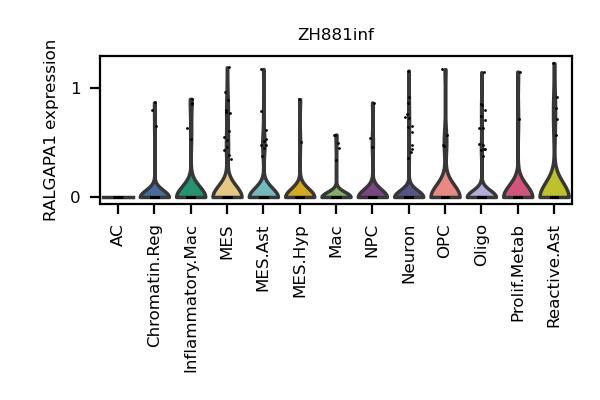 ZH881inf
RALGAPA1 expression
1
0
AC
Chromatin.Reg
Inflammatory.Mac
MES
MES.Ast
MES.Hyp
Mac
NPC
Neuron
OPC
Oligo
Prolif.Metab
Reactive.Ast